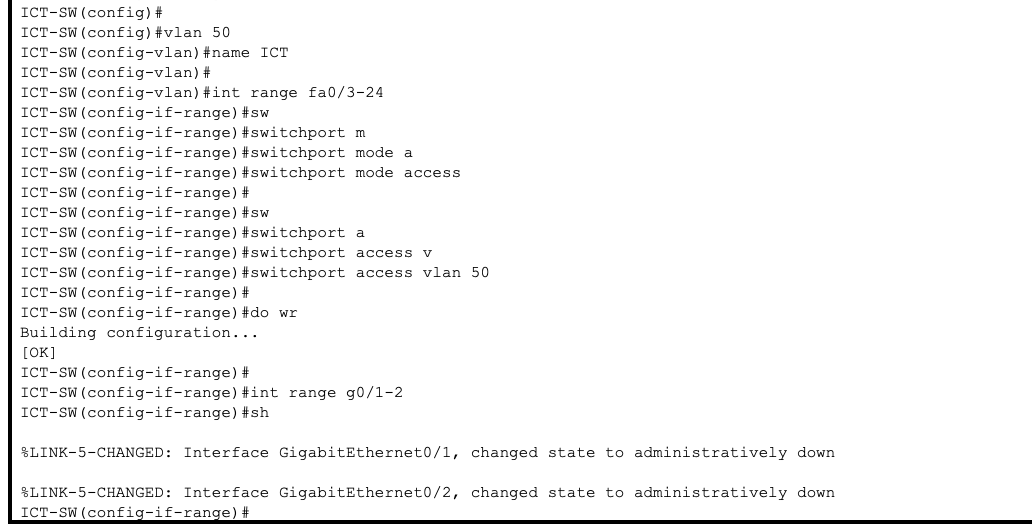 ICT-SW(config)#
ICT-SW(config)#vlan 50
ICT-SW(config-vlan)#name ICT
ICT-SW(config-vlan)#
ICT-SW(config-vlan)#int range fa0/3-24
ICT-SW(config-if-range)#sw
ICT-SW(config-if-range)#switchport m
ICT-SW(config-if-range)#switchport mode a
ICT-SW(config-if-range)#switchport mode access
ICT-SW(config-if-range)#
ICT-SW(config-if-range)#sw
ICT-SW(config-if-range)#switchport a
ICT-SW(config-if-range)#switchport access v
ICT-SW(config-if-range)#switchport access vlan 50
ICT-SW(config-if-range)#
ICT-SW(config-if-range)#do wr
Building configuration...
[OK]
ICT-SW(config-if-range)#
ICT-SW(config-if-range)#int range g0/1-2
ICT-SW(config-if-range)#sh
%LINK-5-CHANGED: Interface GigabitEthernet0/1, changed state to administratively down
%LINK-5-CHANGED: Interface GigabitEthernet0/2, changed state to administratively down
ICT-SW(config-if-range)#